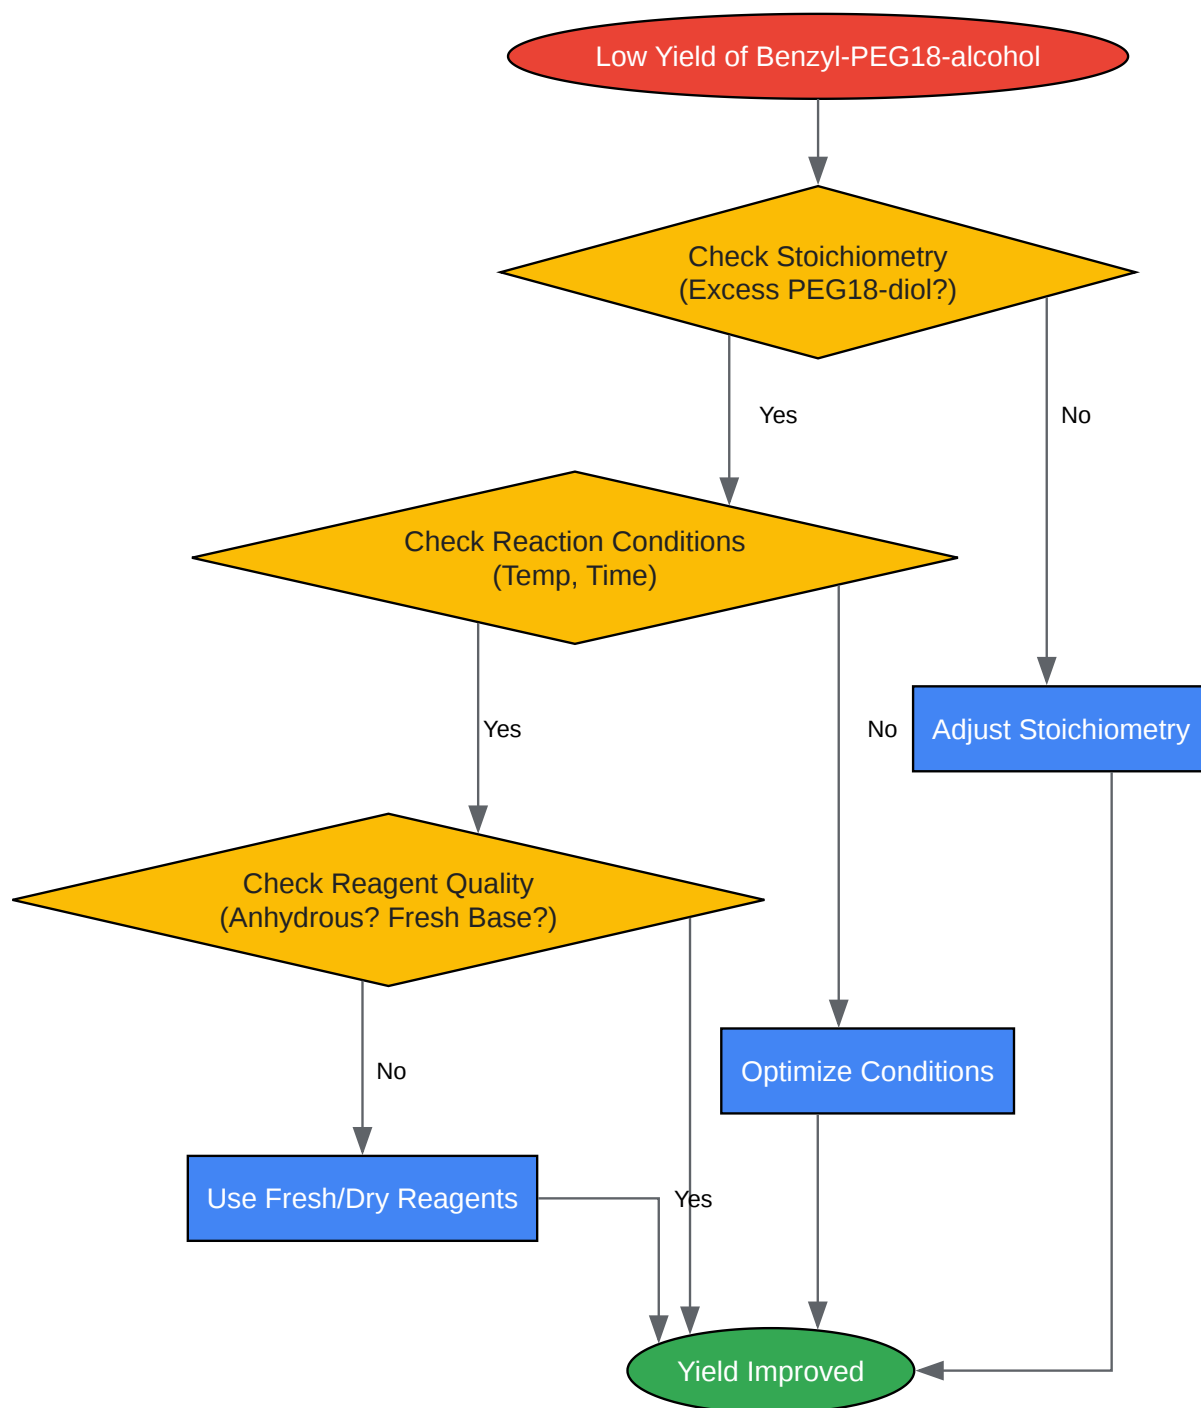 Low Yield of Benzyl-PEG18-alcohol
Check Stoichiometry
(Excess PEG18-diol?)
Yes
No
Check Reaction Conditions
(Temp, Time)
Yes
No
Adjust Stoichiometry
Check Reagent Quality
(Anhydrous? Fresh Base?)
No
Optimize Conditions
Use Fresh/Dry Reagents
Yes
Yield Improved